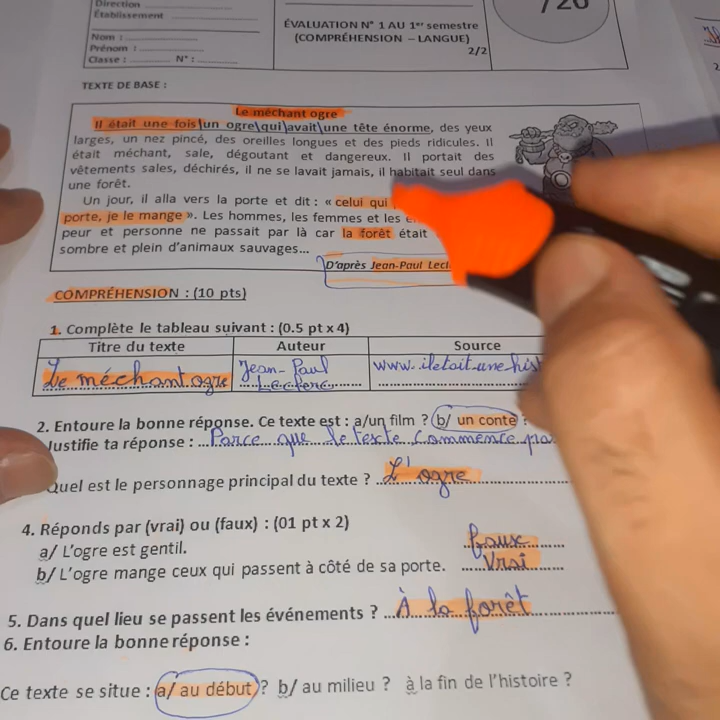 Direction
Établissement
Nom :
Prénom :
Classe : N° :
ÉVALUATION N° 1 AU 1er semestre
(COMPRÉHENSION – LANGUE)
2/2
/20
TEXTE DE BASE :
Le méchant ogre
Il était une fois un ogre qui avait une tête énorme, des yeux
larges, un nez pincé, des oreilles longues et des pieds ridicules. Il
était méchant, sale, dégoutant et dangereux. Il portait des
vêtements sales, déchirés, il ne se lavait jamais, il habitait seul dans
une forêt.
Un jour, il alla vers la porte et dit : « celui qui
porte, je le mange ». Les hommes, les femmes et les
peur et personne ne passait par là car la forêt était
sombre et plein d'animaux sauvages...
D'après Jean-Paul
COMPRÉHENSION : (10 pts)
1. Complète le tableau suivant : (0.5 pt x 4)
Titre du texte Auteur Source
Le méchant ogre Jean-Paul www.iletait.une
Leclerc
2. Entoure la bonne réponse. Ce texte est : a/un film ? b/ un conte ?
Justifie ta réponse : Parce que le texte commence
Quel est le personnage principal du texte ? L'ogre
4. Réponds par (vrai) ou (faux) : (01 pt x 2)
a/ L'ogre est gentil. faux
b/ L'ogre mange ceux qui passent à côté de sa porte. Vrai
5. Dans quel lieu se passent les événements ? À la forêt
6. Entoure la bonne réponse :
Ce texte se situe : a/ au début ? b/ au milieu ? à la fin de l'histoire ?